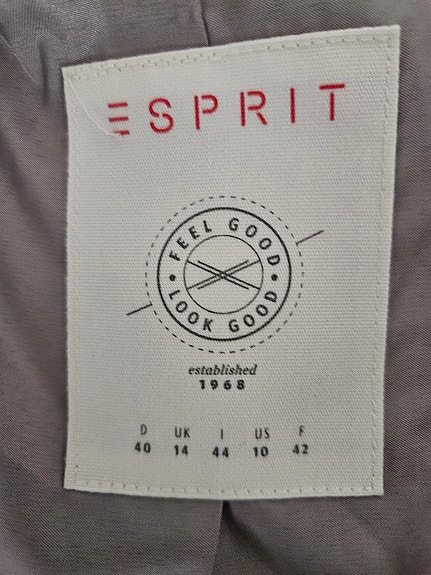 ESPRIT
FEEL GOOD
LOOK GOOD
established
1968
D UK I US F
40 14 44 10 42